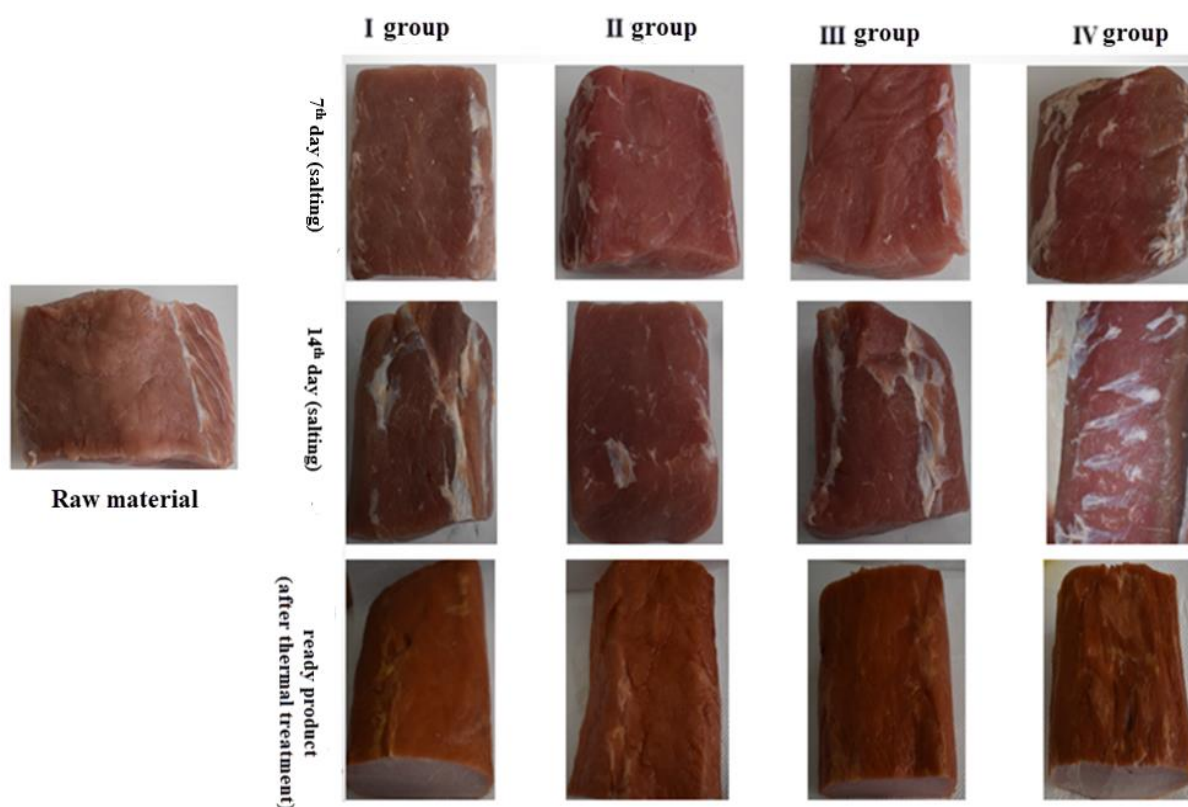 I group
II group
III group
IV group
7th day (salting)
14th day (salting)
Raw material
ready product
(after thermal treatment)